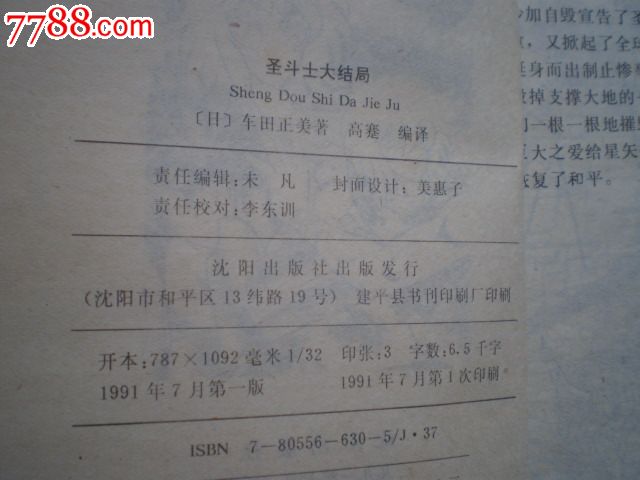 7788.com
圣斗士大结局
Sheng Dou Shi Da Jie Ju
〔日〕车田正美著 高蹇 编译
责任编辑:未 凡 封面设计:美惠子
责任校对:李东训
沈阳出版社出版发行
(沈阳市和平区13纬路19号) 建平县书刊印刷厂印刷
开本:787×1092毫米1/32 印张:3 字数:6.5千字
1991年7月第一版 1991年7月第1次印刷
ISBN 7-80556-630-5/J·37
加自毁宣告了
,又掀起了全球
挺身而出制止惨
掉支撑大地的
一根一根地摧
巨大之爱给星矢
恢复了和平。